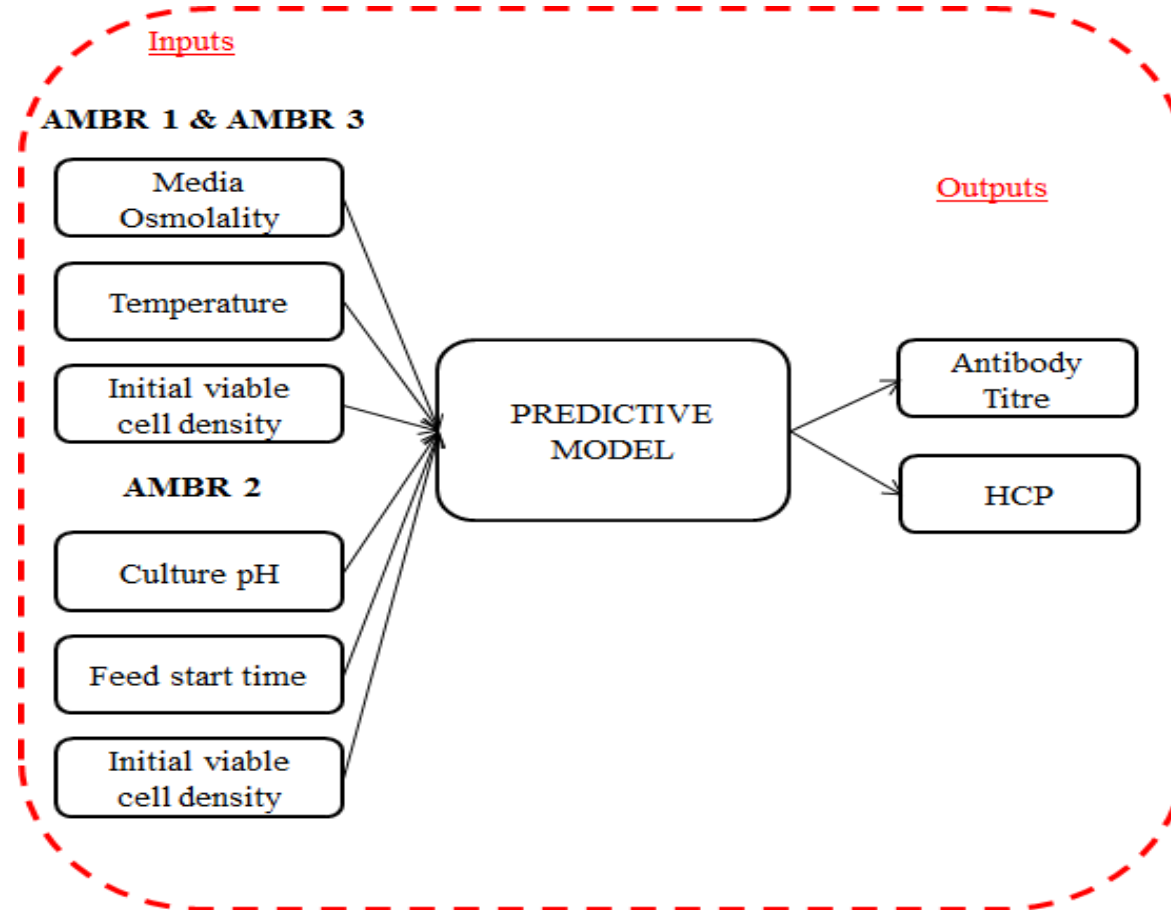 Inputs
AMBR 1 & AMBR 3
Media
Osmolality
Temperature
Initial viable
cell density
AMBR 2
Culture pH
Feed start time
Initial viable
cell density
PREDICTIVE
MODEL
Outputs
Antibody
Titre
HCP